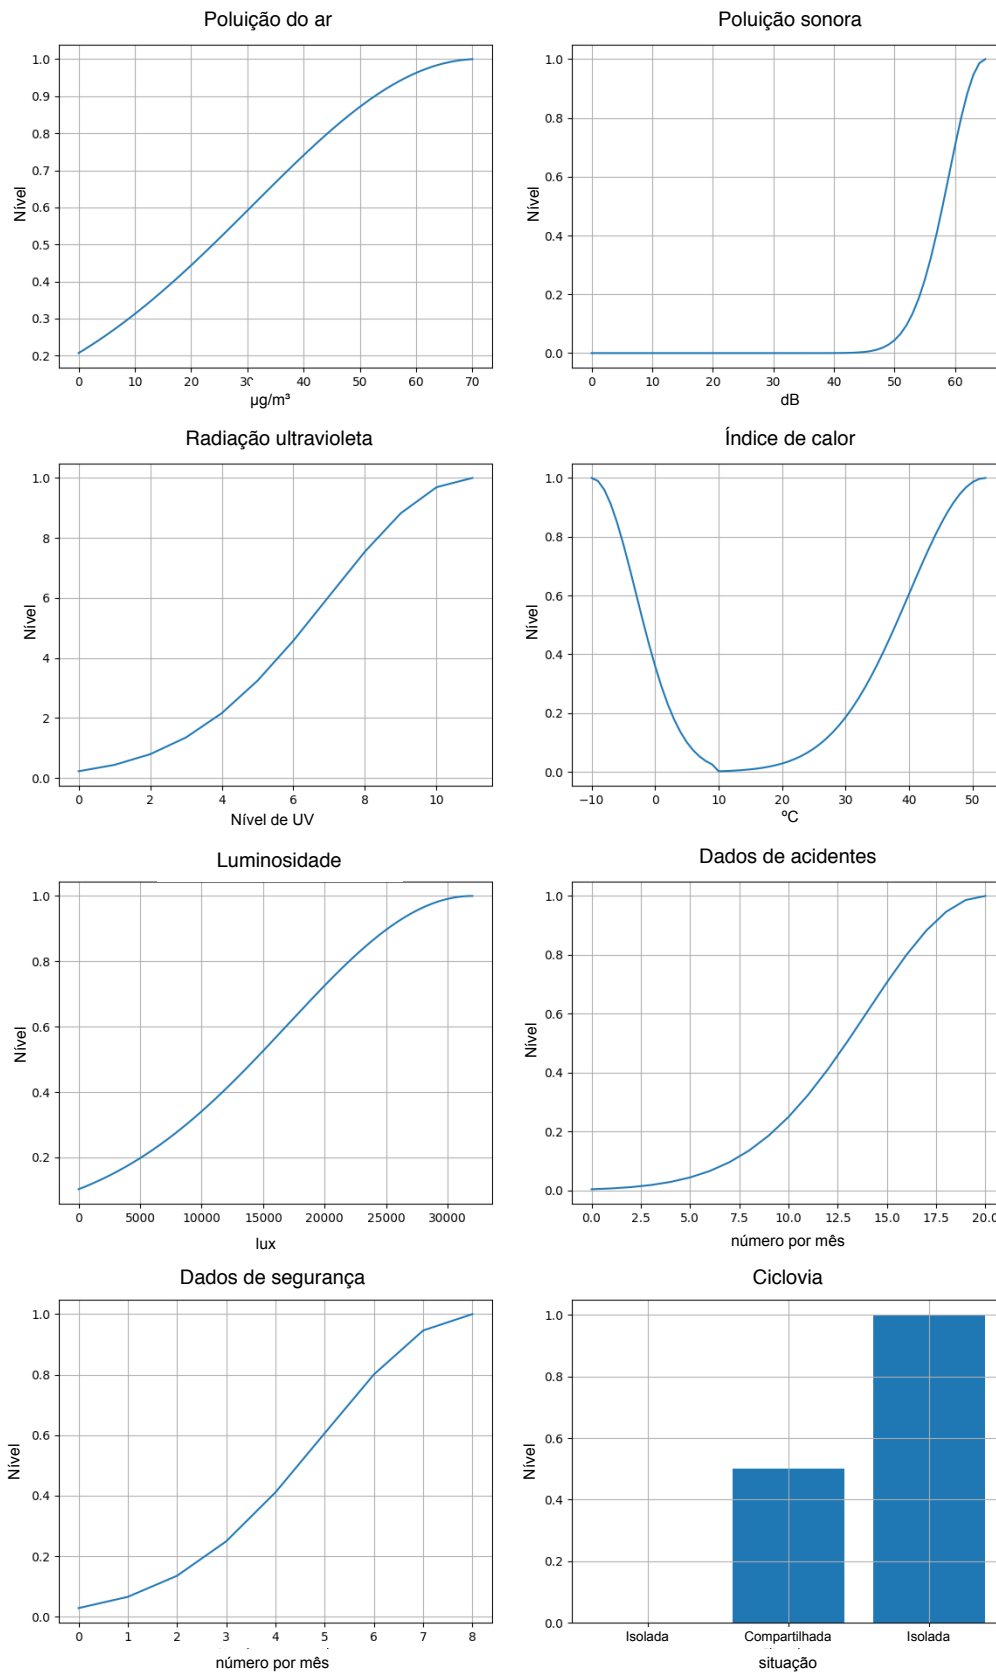 Poluição do ar
1.0
0.9
0.8
0.7
0.6
0.5
0.4
0.3
0.2
Nível
0 10 20 30 40 50 60 70
µg/m³
Poluição sonora
1.0
0.8
0.6
0.4
0.2
0.0
Nível
0 10 20 30 40 50 60
dB
Radiação ultravioleta
1.0
8
6
4
2
0.0
Nível
0 2 4 6 8 10
Nível de UV
Índice de calor
1.0
0.8
0.6
0.4
0.2
0.0
Nível
−10 0 10 20 30 40 50
ºC
Luminosidade
1.0
0.8
0.6
0.4
0.2
Nível
0 5000 10000 15000 20000 25000 30000
lux
Dados de acidentes
1.0
0.8
0.6
0.4
0.2
0.0
Nível
0.0 2.5 5.0 7.5 10.0 12.5 15.0 17.5 20.0
número por mês
Dados de segurança
1.0
0.8
0.6
0.4
0.2
0.0
Nível
0 1 2 3 4 5 6 7 8
número por mês
Ciclovia
1.0
0.8
0.6
0.4
0.2
0.0
Nível
Isolada Compartilhada Isolada
situação